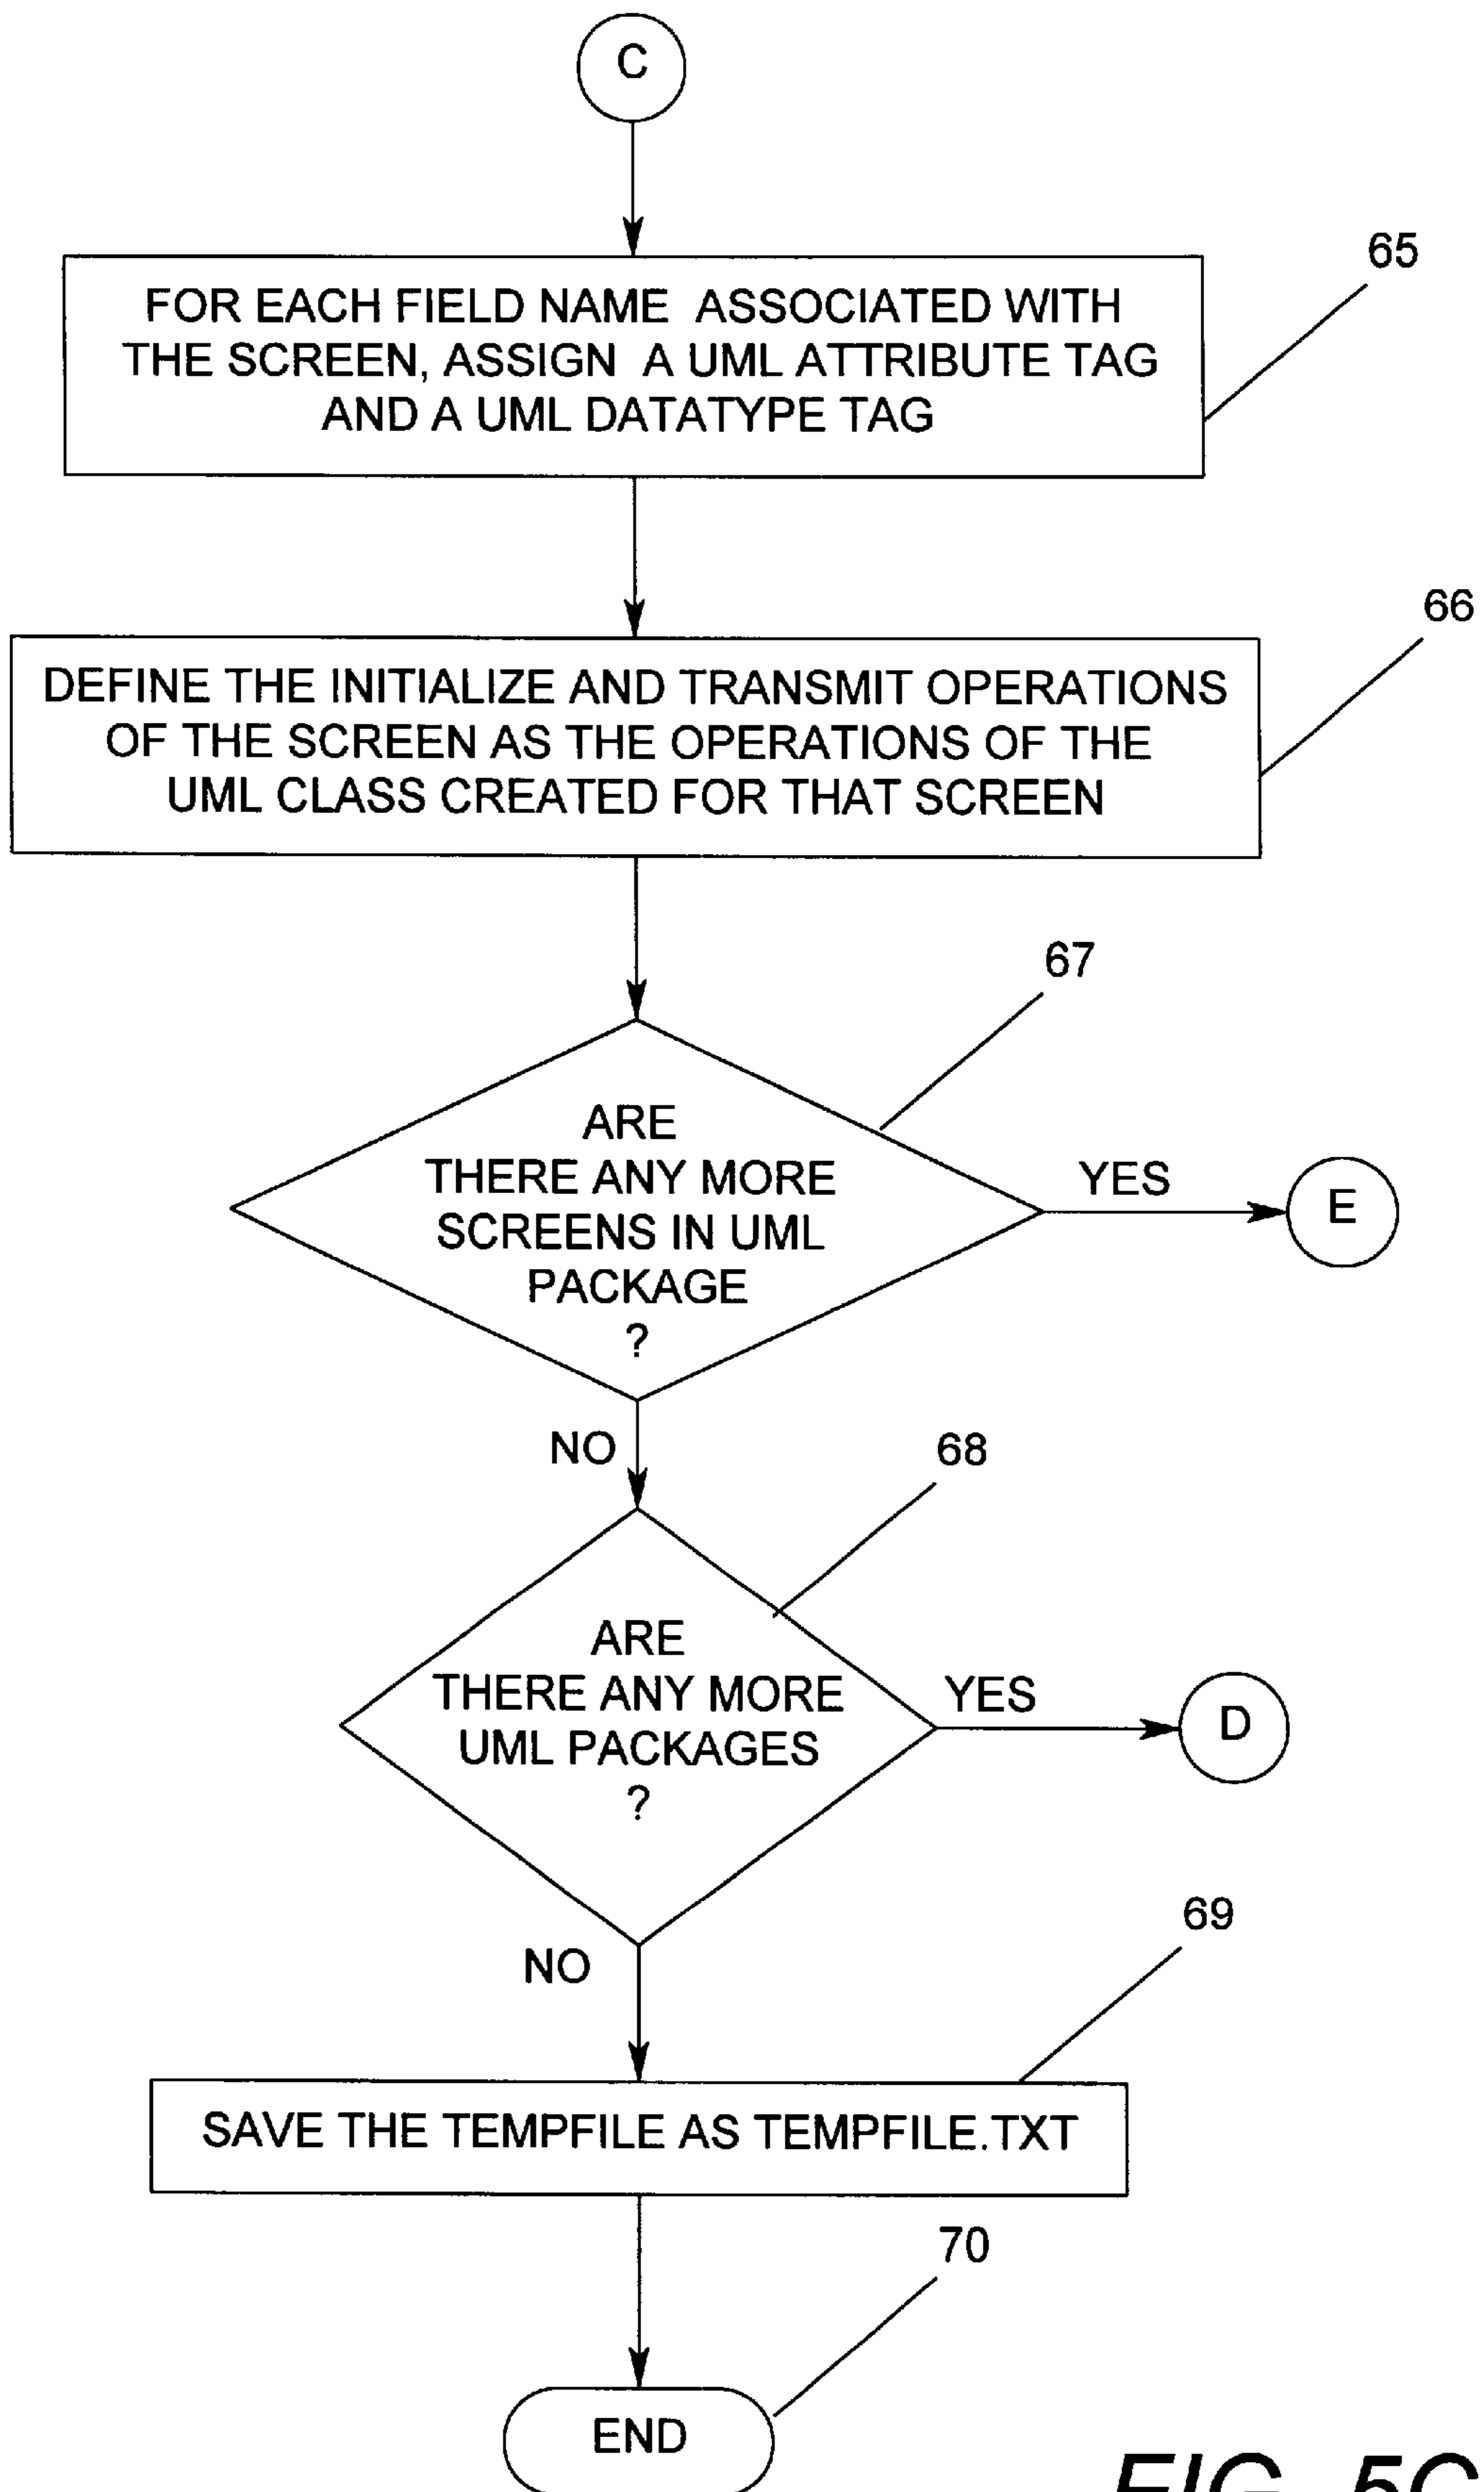 C
65
FOR EACH FIELD NAME ASSOCIATED WITH
THE SCREEN, ASSIGN A UML ATTRIBUTE TAG
AND A UML DATATYPE TAG
66
DEFINE THE INITIALIZE AND TRANSMIT OPERATIONS
OF THE SCREEN AS THE OPERATIONS OF THE
UML CLASS CREATED FOR THAT SCREEN
67
ARE
THERE ANY MORE
SCREENS IN UML
PACKAGE
?
YES
E
NO
68
ARE
THERE ANY MORE
UML PACKAGES
?
YES
D
NO
69
SAVE THE TEMPFILE AS TEMPFILE.TXT
70
END
FIG. 5C